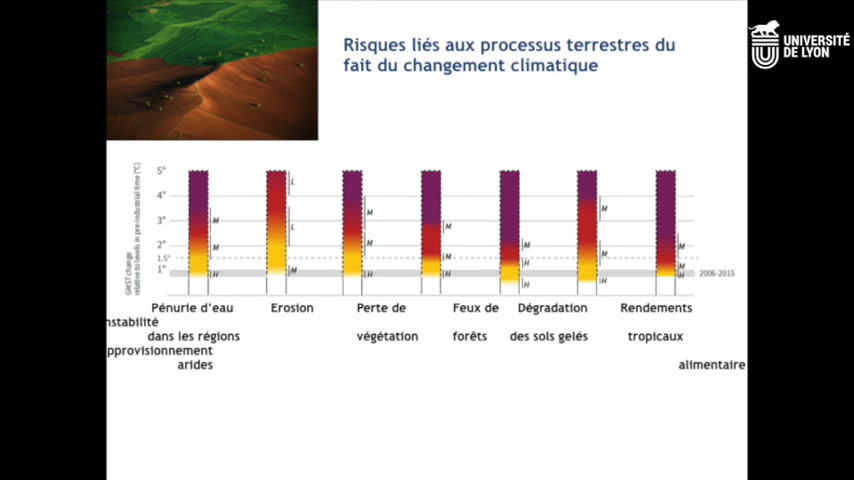 Risques liés aux processus terrestres du
fait du changement climatique
UNIVERSITÉ
DE LYON
GMST change
relative to levels in pre-industrial time (°C)
5°
4°
3°
2°
1.5°
1°
M
M
H
L
L
M
M
M
H
M
M
H
M
H
H
M
M
H
M
M
H
2006-2015
Pénurie d'eau Erosion Perte de Feux de Dégradation Rendements
nstabilité
dans les régions végétation forêts des sols gelés tropicaux
pprovisionnement
arides alimentaire